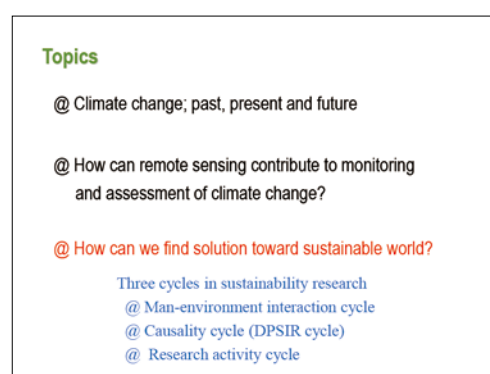 Topics
@ Climate change; past, present and future
@ How can remote sensing contribute to monitoring
and assessment of climate change?
@ How can we find solution toward sustainable world?
Three cycles in sustainability research
@ Man-environment interaction cycle
@ Causality cycle (DPSIR cycle)
@ Research activity cycle